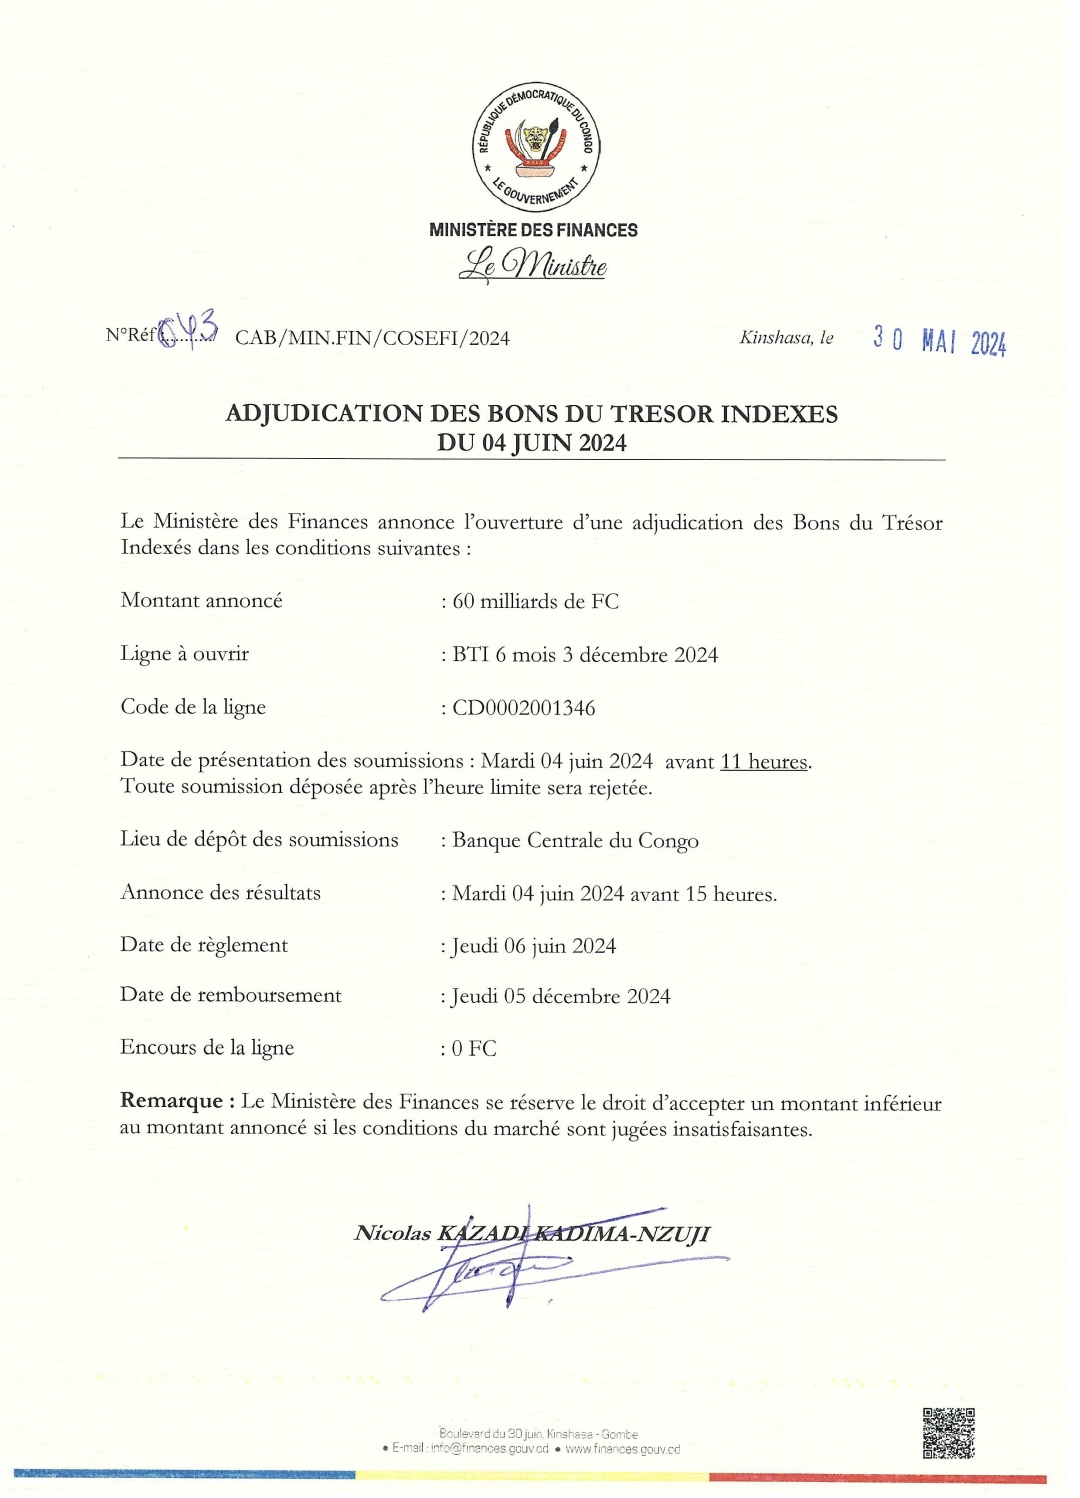 RÉPUBLIQUE DÉMOCRATIQUE DU CONGO
LE GOUVERNEMENT
MINISTÈRE DES FINANCES
Le Ministre
N°Réf 043 CAB/MIN.FIN/COSEFI/2024 Kinshasa, le 30 MAI 2024
ADJUDICATION DES BONS DU TRESOR INDEXES
DU 04 JUIN 2024
Le Ministère des Finances annonce l'ouverture d'une adjudication des Bons du Trésor
Indexés dans les conditions suivantes :
Montant annoncé : 60 milliards de FC
Ligne à ouvrir : BTI 6 mois 3 décembre 2024
Code de la ligne : CD0002001346
Date de présentation des soumissions : Mardi 04 juin 2024 avant 11 heures.
Toute soumission déposée après l'heure limite sera rejetée.
Lieu de dépôt des soumissions : Banque Centrale du Congo
Annonce des résultats : Mardi 04 juin 2024 avant 15 heures.
Date de règlement : Jeudi 06 juin 2024
Date de remboursement : Jeudi 05 décembre 2024
Encours de la ligne : 0 FC
Remarque : Le Ministère des Finances se réserve le droit d'accepter un montant inférieur
au montant annoncé si les conditions du marché sont jugées insatisfaisantes.
Nicolas KAZADI KADIMA-NZUJI
Boulevard du 30 juin, Kinshasa - Gombe
● E-mail : info@finances.gouv.cd ● www.finances.gouv.cd